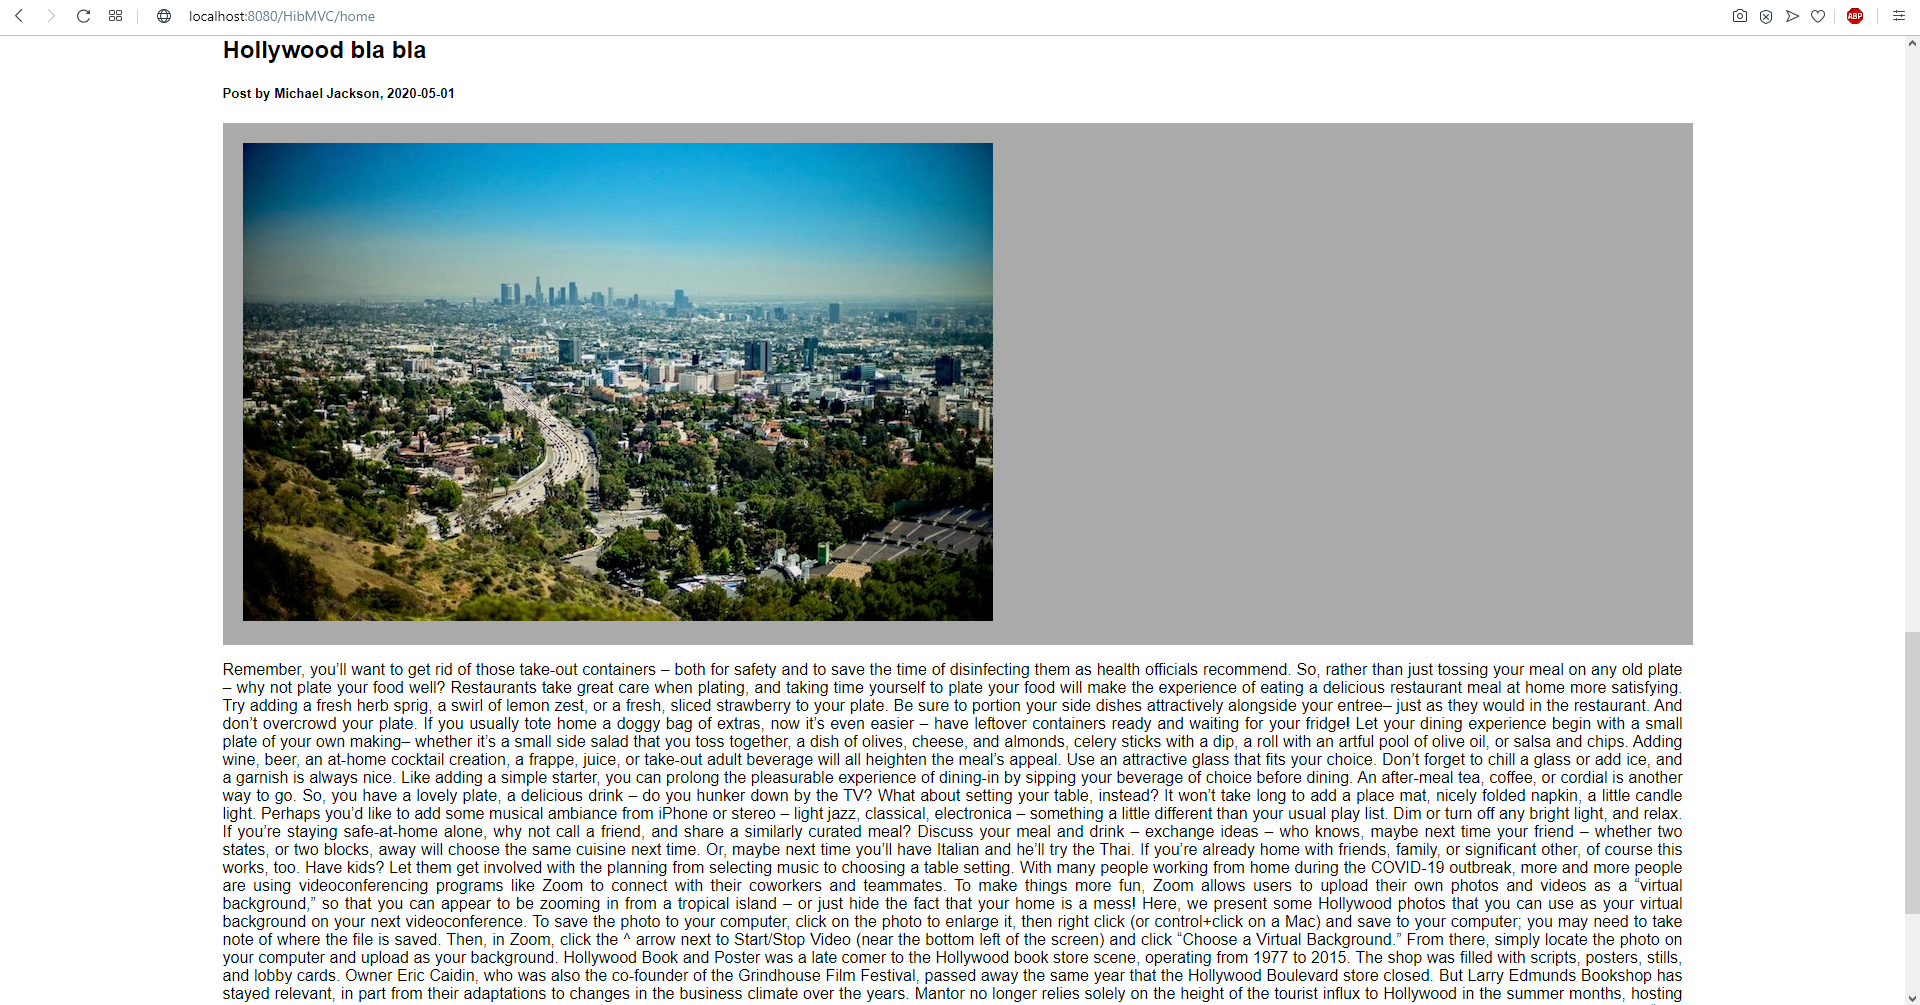 localhost:8080/HibMVC/home
ABP
Hollywood bla bla
Post by Michael Jackson, 2020-05-01
Remember, you’ll want to get rid of those take-out containers – both for safety and to save the time of disinfecting them as health officials recommend. So, rather than just tossing your meal on any old plate
– why not plate your food well? Restaurants take great care when plating, and taking time yourself to plate your food will make the experience of eating a delicious restaurant meal at home more satisfying.
Try adding a fresh herb sprig, a swirl of lemon zest, or a fresh, sliced strawberry to your plate. Be sure to portion your side dishes attractively alongside your entree– just as they would in the restaurant. And
don’t overcrowd your plate. If you usually tote home a doggy bag of extras, now it’s even easier – have leftover containers ready and waiting for your fridge! Let your dining experience begin with a small
plate of your own making– whether it’s a small side salad that you toss together, a dish of olives, cheese, and almonds, celery sticks with a dip, a roll with an artful pool of olive oil, or salsa and chips. Adding
wine, beer, an at-home cocktail creation, a frappe, juice, or take-out adult beverage will all heighten the meal’s appeal. Use an attractive glass that fits your choice. Don’t forget to chill a glass or add ice, and
a garnish is always nice. Like adding a simple starter, you can prolong the pleasurable experience of dining-in by sipping your beverage of choice before dining. An after-meal tea, coffee, or cordial is another
way to go. So, you have a lovely plate, a delicious drink – do you hunker down by the TV? What about setting your table, instead? It won’t take long to add a place mat, nicely folded napkin, a little candle
light. Perhaps you’d like to add some musical ambiance from iPhone or stereo – light jazz, classical, electronica – something a little different than your usual play list. Dim or turn off any bright light, and relax.
If you’re staying safe-at-home alone, why not call a friend, and share a similarly curated meal? Discuss your meal and drink – exchange ideas – who knows, maybe next time your friend – whether two
states, or two blocks, away will choose the same cuisine next time. Or, maybe next time you’ll have Italian and he’ll try the Thai. If you’re already home with friends, family, or significant other, of course this
works, too. Have kids? Let them get involved with the planning from selecting music to choosing a table setting. With many people working from home during the COVID-19 outbreak, more and more people
are using videoconferencing programs like Zoom to connect with their coworkers and teammates. To make things more fun, Zoom allows users to upload their own photos and videos as a “virtual
background,” so that you can appear to be zooming in from a tropical island – or just hide the fact that your home is a mess! Here, we present some Hollywood photos that you can use as your virtual
background on your next videoconference. To save the photo to your computer, click on the photo to enlarge it, then right click (or control+click on a Mac) and save to your computer; you may need to take
note of where the file is saved. Then, in Zoom, click the ^ arrow next to Start/Stop Video (near the bottom left of the screen) and click “Choose a Virtual Background.” From there, simply locate the photo on
your computer and upload as your background. Hollywood Book and Poster was a late comer to the Hollywood book store scene, operating from 1977 to 2015. The shop was filled with scripts, posters, stills,
and lobby cards. Owner Eric Caidin, who was also the co-founder of the Grindhouse Film Festival, passed away the same year that the Hollywood Boulevard store closed. But Larry Edmunds Bookshop has
stayed relevant, in part from their adaptations to changes in the business climate over the years. Mantor no longer relies solely on the height of the tourist influx to Hollywood in the summer months, hosting